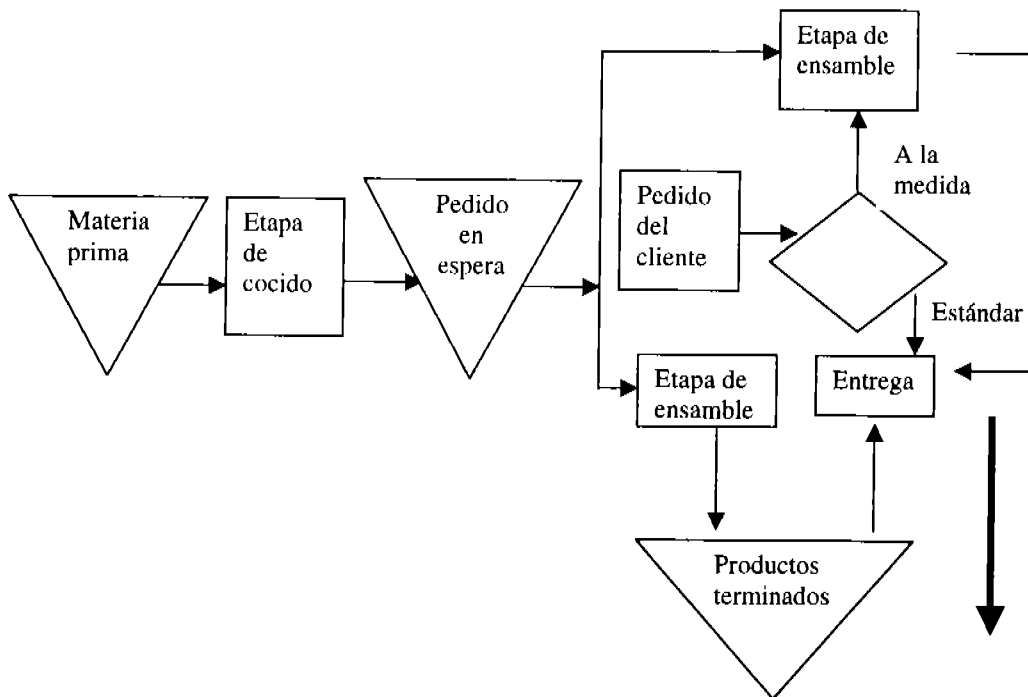 Materia
prima
Etapa
de
cocido
Pedido
en
espera
Etapa de
ensamble
A la
medida
Pedido
del
cliente
Estándar
Etapa de
ensamble
Entrega
Productos
terminados